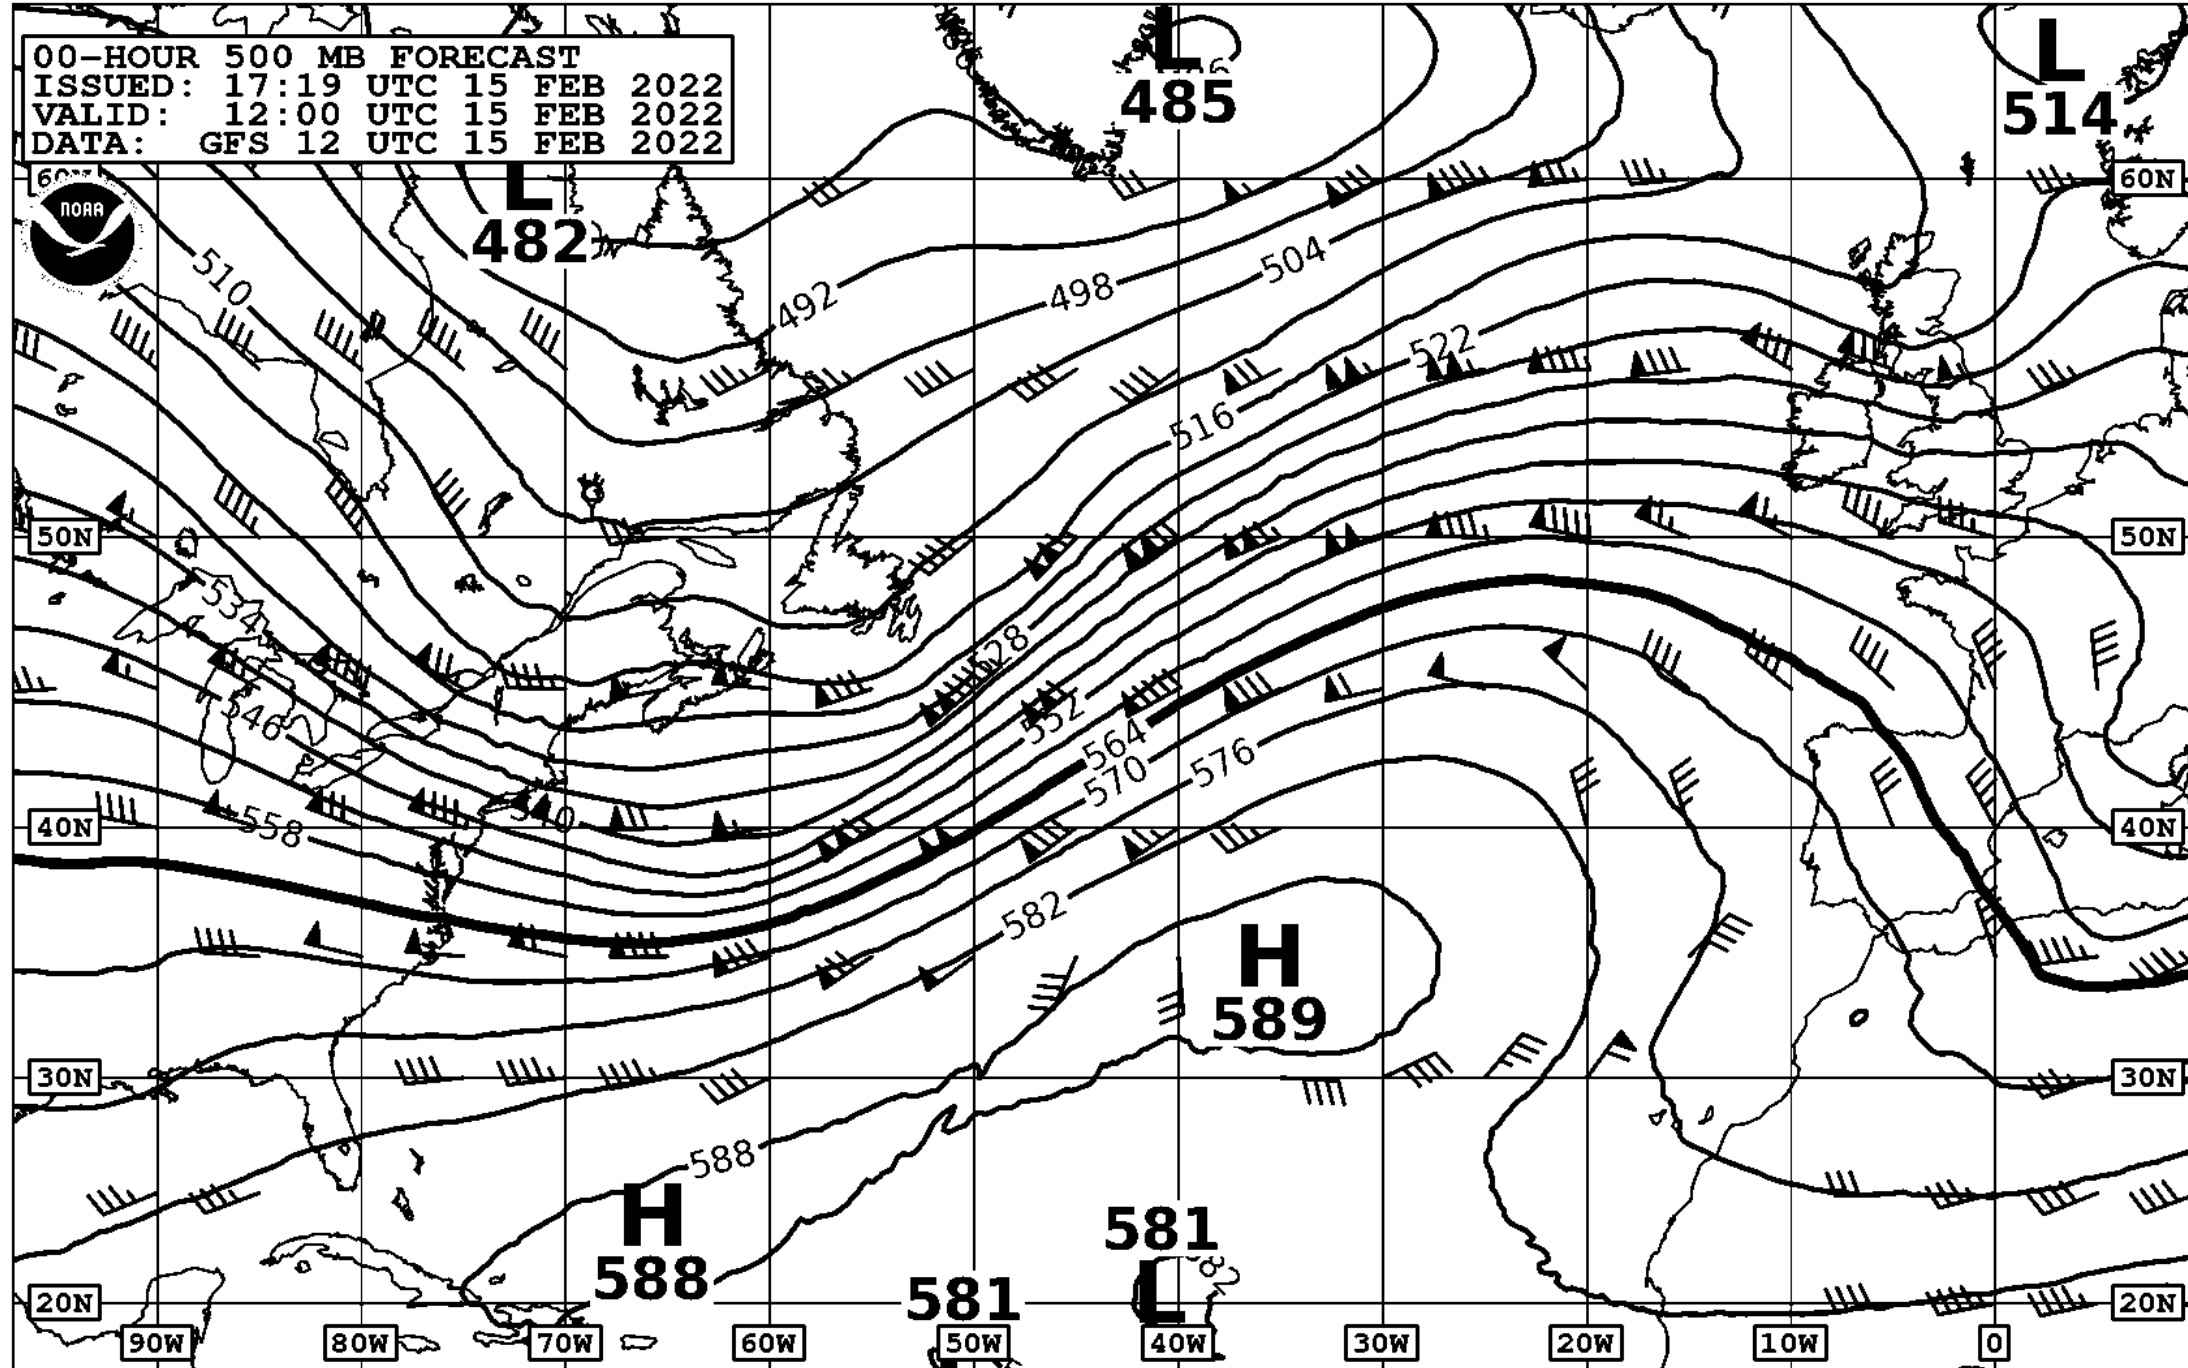 00-HOUR 500 MB FORECAST
ISSUED: 17:19 UTC 15 FEB 2022
VALID: 12:00 UTC 15 FEB 2022
DATA: GFS 12 UTC 15 FEB 2022
L
485
L
514
60N
NOAA
L
482
60N
510
492
498
504
522
516
50N
50N
534
528
546
552
564
570
576
558
540
40N
40N
582
H
589
30N
30N
588
H
588
581
L
582
581
20N
20N
90W
80W
70W
60W
50W
40W
30W
20W
10W
0